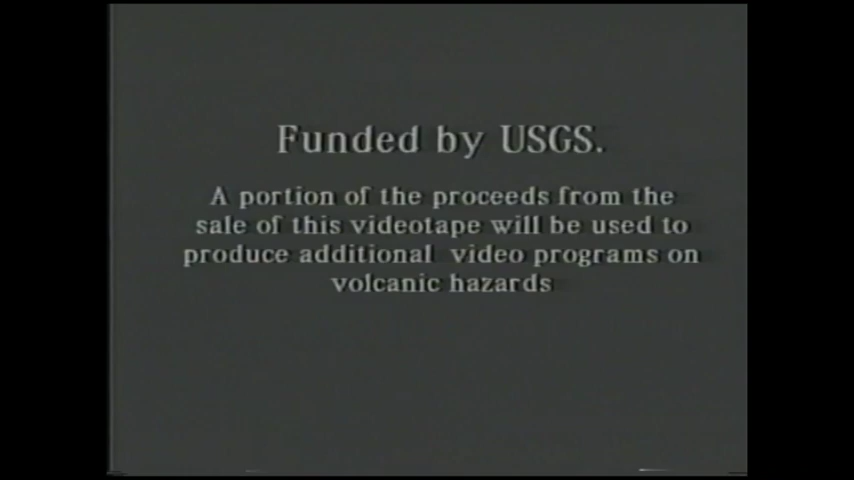 Funded by USGS.
A portion of the proceeds from the
sale of this videotape will be used to
produce additional video programs on
volcanic hazards